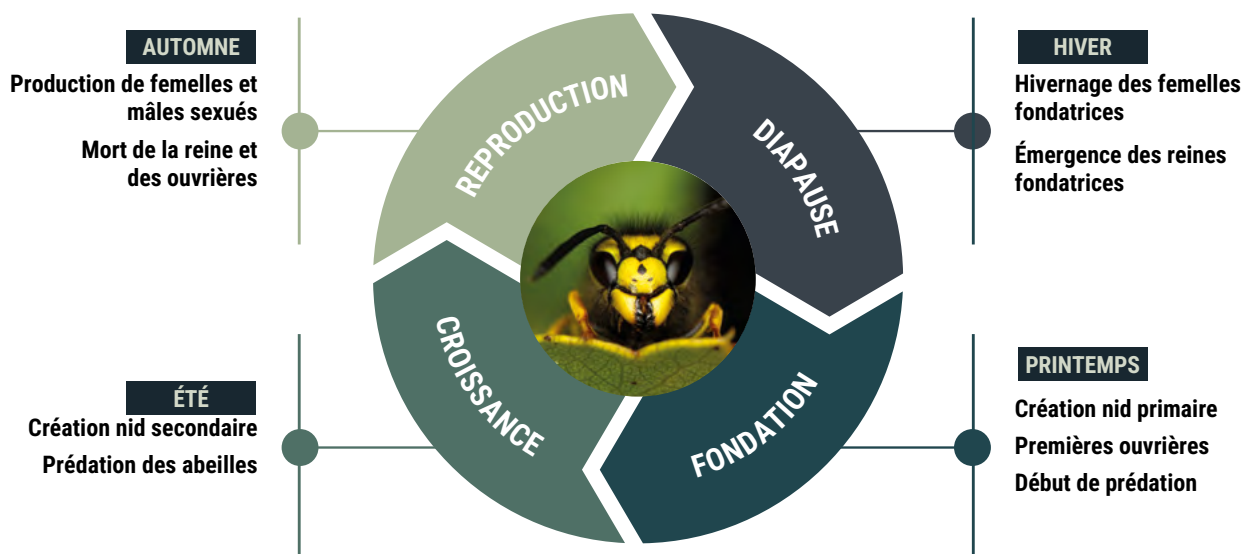 AUTOMNE
Production de femelles et
mâles sexués
Mort de la reine et
des ouvrières
HIVER
Hivernage des femelles
fondatrices
Émergence des reines
fondatrices
REPRODUCTION
DIAPAUSE
CROISSANCE
FONDATION
ÉTÉ
Création nid secondaire
Prédation des abeilles
PRINTEMPS
Création nid primaire
Premières ouvrières
Début de prédation